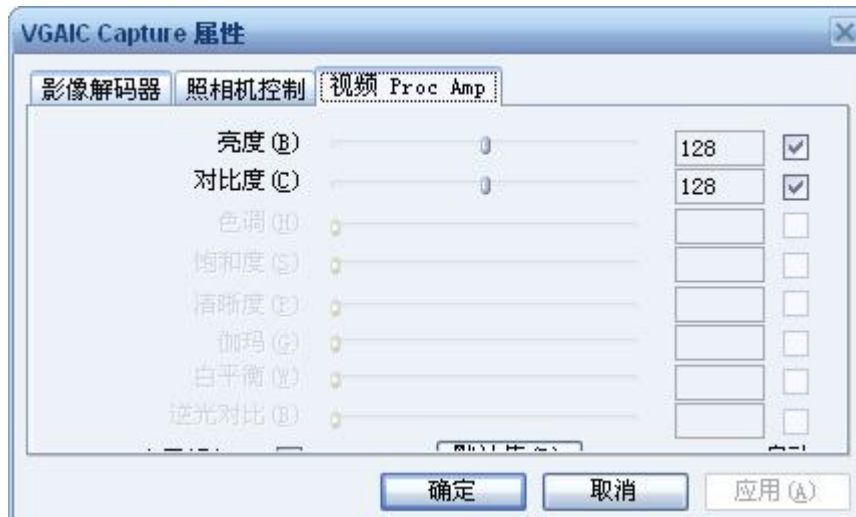 VGAIC Capture 属性
影像解码器 照相机控制 视频 Proc Amp
亮度(B) 128
对比度(C) 128
色调(H)
饱和度(S)
清晰度(P)
伽玛(G)
白平衡(W)
逆光对比(B)
确定 取消 应用(A)